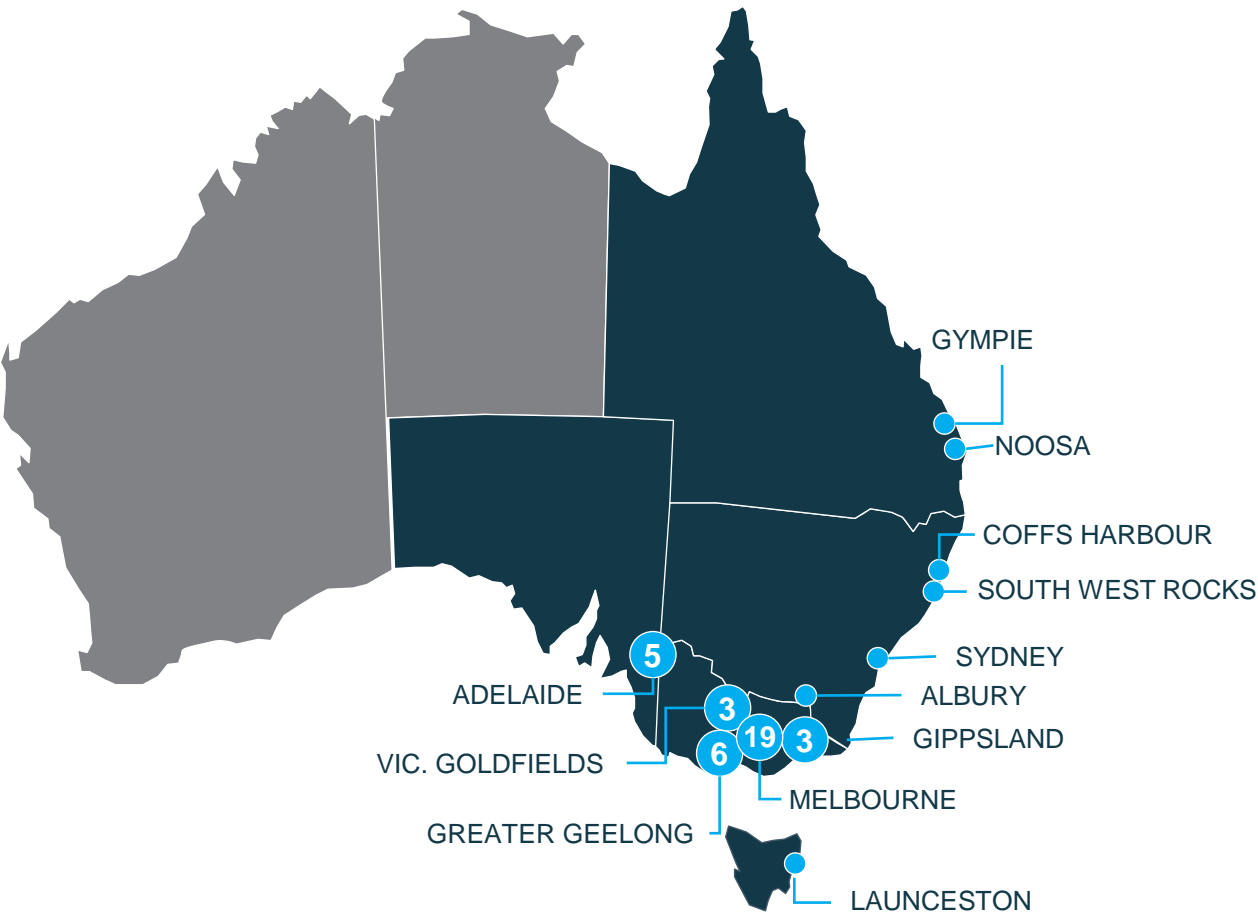 GYMPIE
NOOSA
COFFS HARBOUR
SOUTH WEST ROCKS
5
SYDNEY
ADELAIDE
ALBURY
3
19
3
GIPPSLAND
6
VIC. GOLDFIELDS
MELBOURNE
GREATER GEELONG
LAUNCESTON